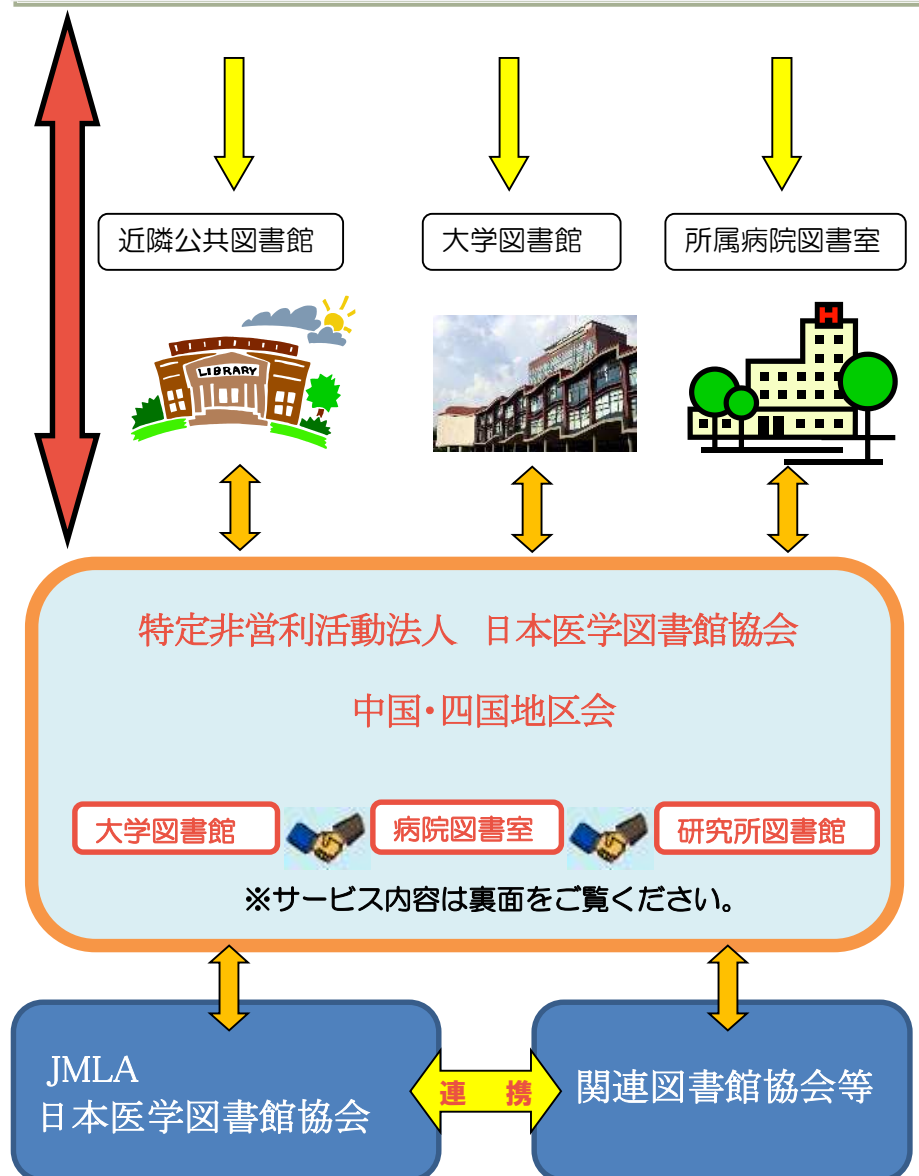 近隣公共図書館
大学図書館
所属病院図書室
LIBRARY
H
特定非営利活動法人 日本医学図書館協会
中国・四国地区会
大学図書館
病院図書室
研究所図書館
※サービス内容は裏面をご覧ください。
JMLA
日本医学図書館協会
連 携
関連図書館協会等